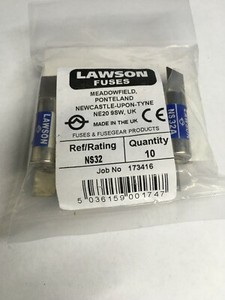 LAWSON
FUSES
MEADOWFIELD,
PONTELAND
NEWCASTLE-UPON-TYNE
NE20 9SW, UK
MADE IN THE UK
FUSES & FUSEGEAR PRODUCTS
Ref/Rating
Quantity
NS32
10
Job No 173416
5 036159 001747
LAWSON
NS32